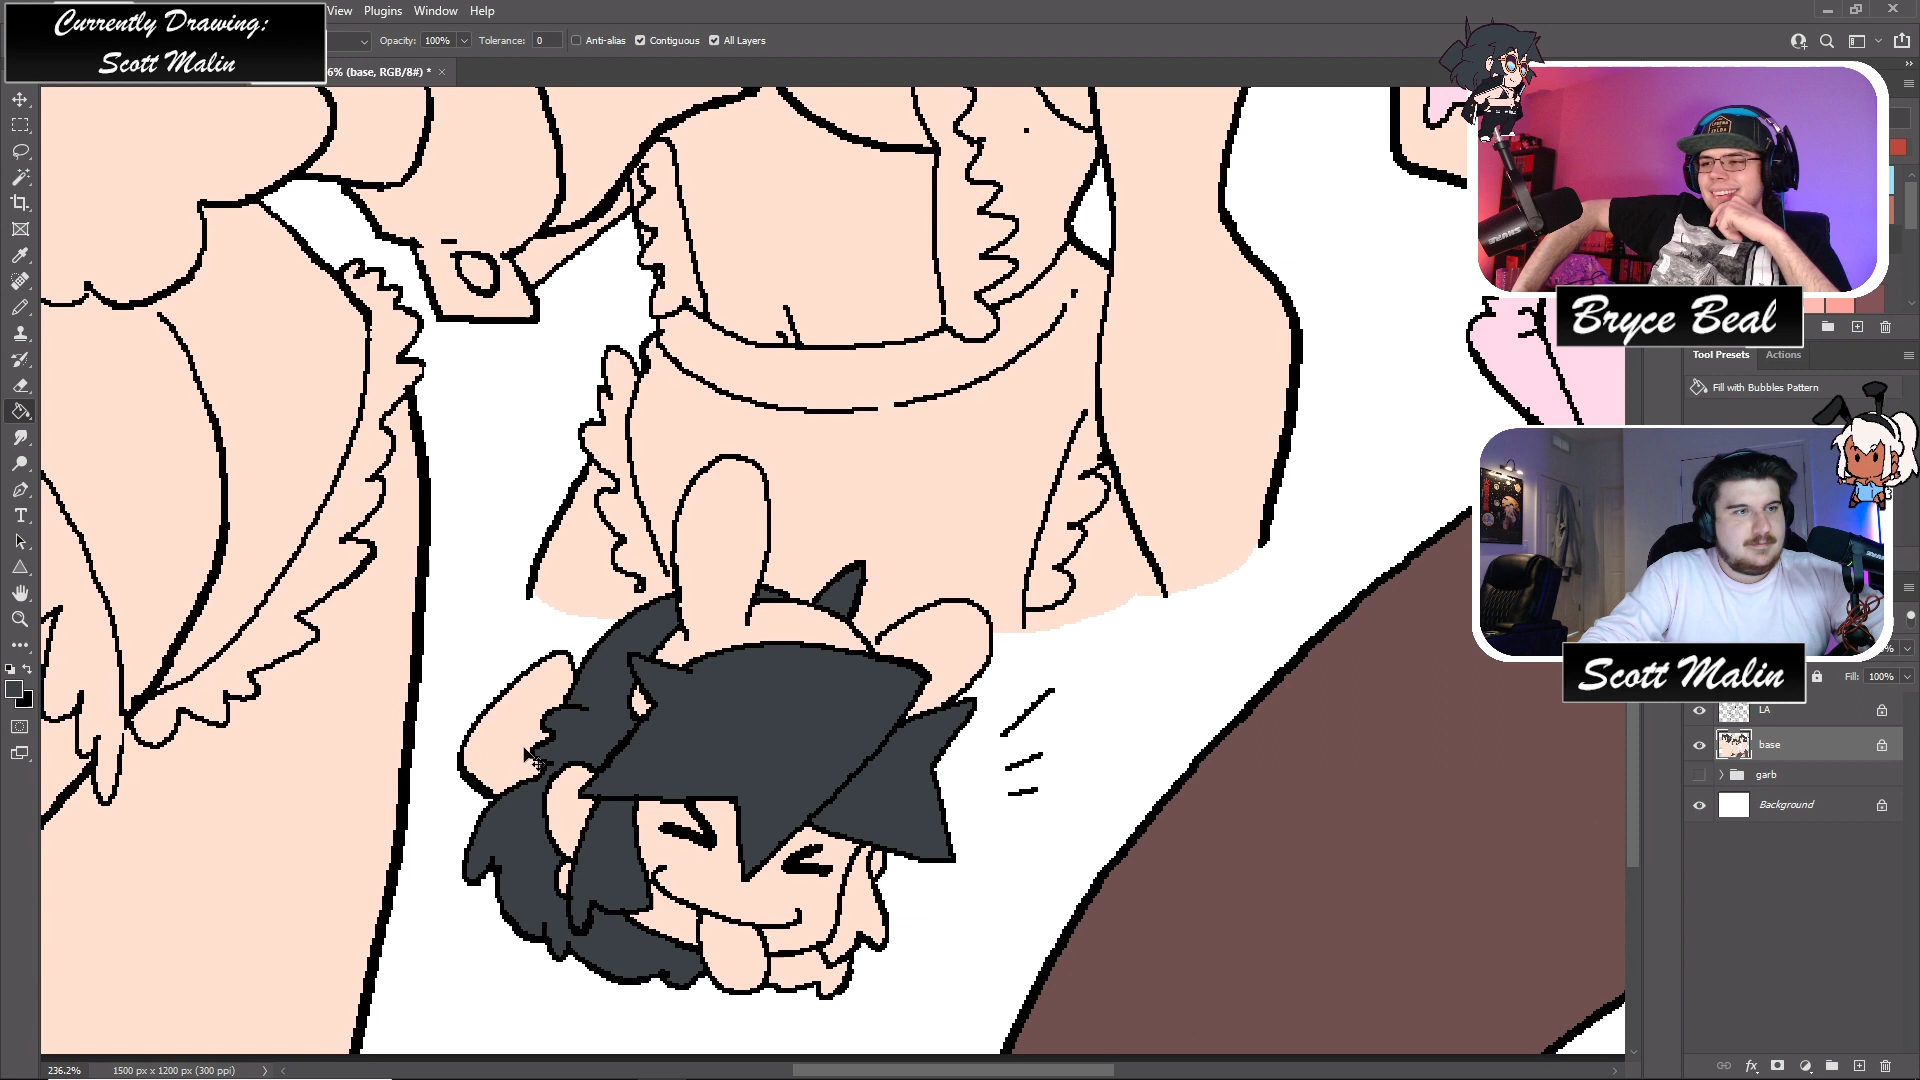 Currently Drawing:
Scott Malin
View Plugins Window Help
Opacity: 100% Tolerance: 0 Anti-alias Contiguous All Layers
6% (base, RGB/8#) * ×
SHURE
Bryce Beal
Tool Presets Actions
Fill with Bubbles Pattern
Scott Malin
Fill: 100%
LA
base
garb
Background
236.2% 1500 px x 1200 px (300 ppi)
fx